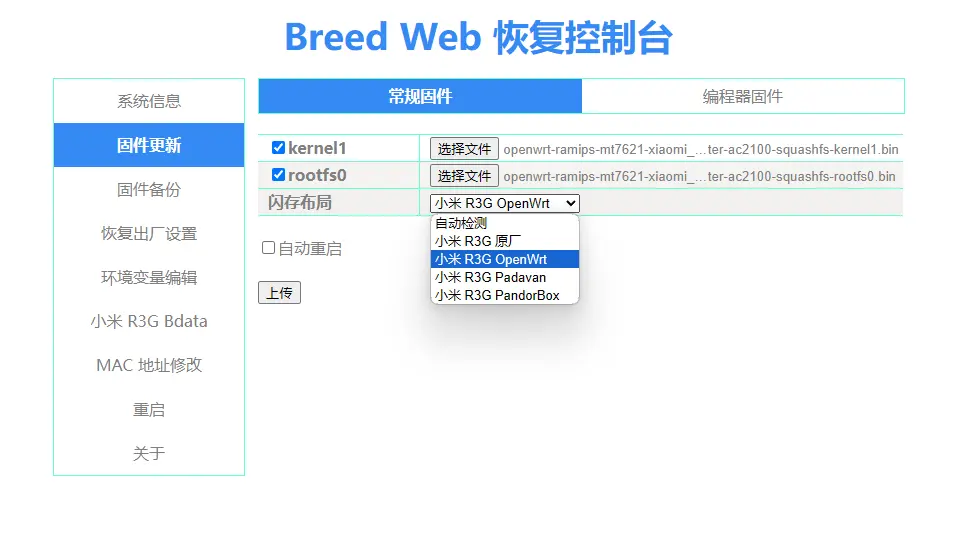 Breed Web 恢复控制台
系统信息
固件更新
固件备份
恢复出厂设置
环境变量编辑
小米 R3G Bdata
MAC 地址修改
重启
关于
常规固件 编程器固件
kernel1 选择文件 openwrt-ramips-mt7621-xiaomi_...ter-ac2100-squashfs-kernel1.bin
rootfs0 选择文件 openwrt-ramips-mt7621-xiaomi_...ter-ac2100-squashfs-rootfs0.bin
闪存布局 小米 R3G OpenWrt
自动检测
小米 R3G 原厂
小米 R3G OpenWrt
小米 R3G Padavan
小米 R3G PandorBox
自动重启
上传